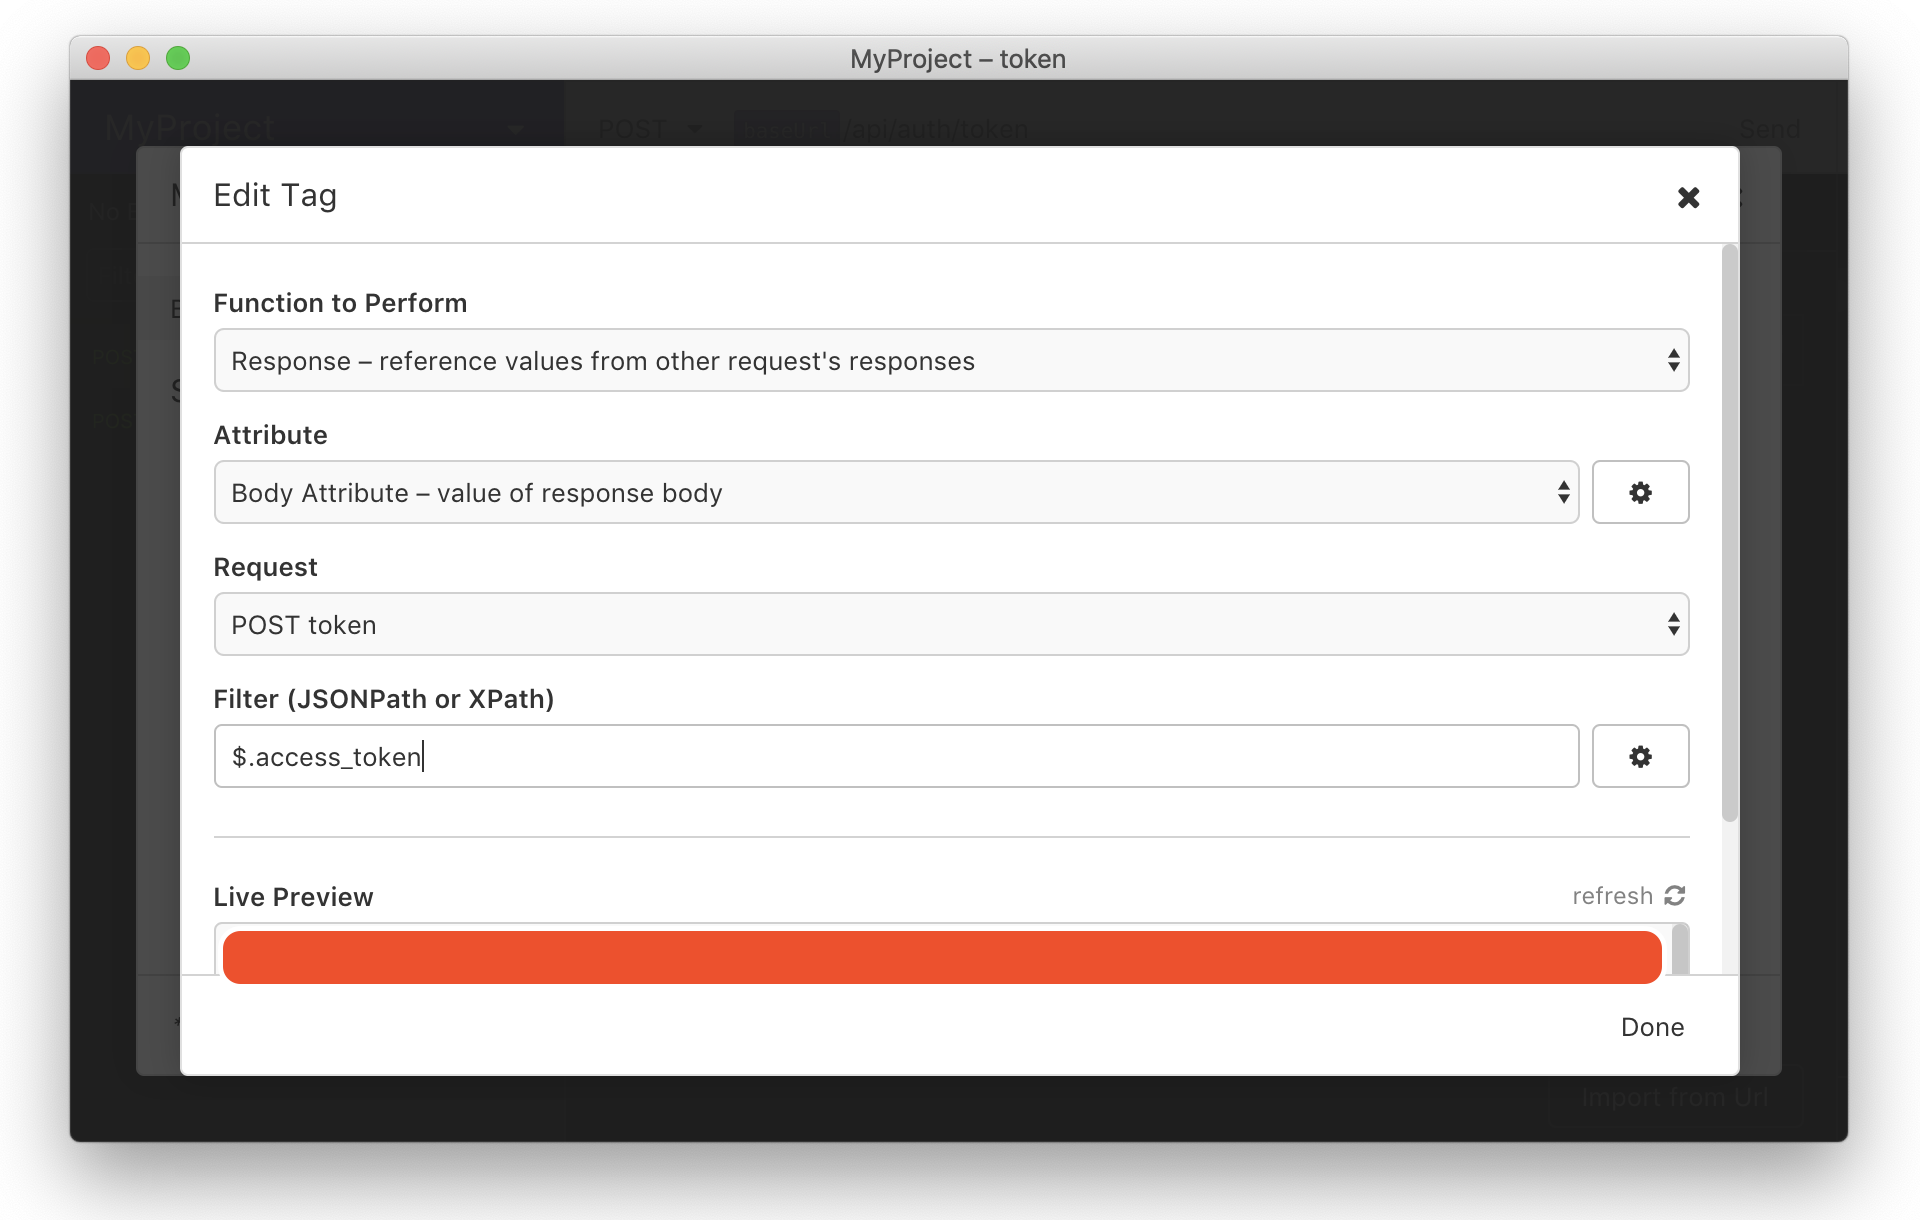 MyProject – token
MyProject
POST
/api/auth/token
Send
Edit Tag
Function to Perform
Response – reference values from other request's responses
Attribute
Body Attribute – value of response body
Request
POST token
Filter (JSONPath or XPath)
$.access_token
Live Preview
refresh
Done
Import from Url